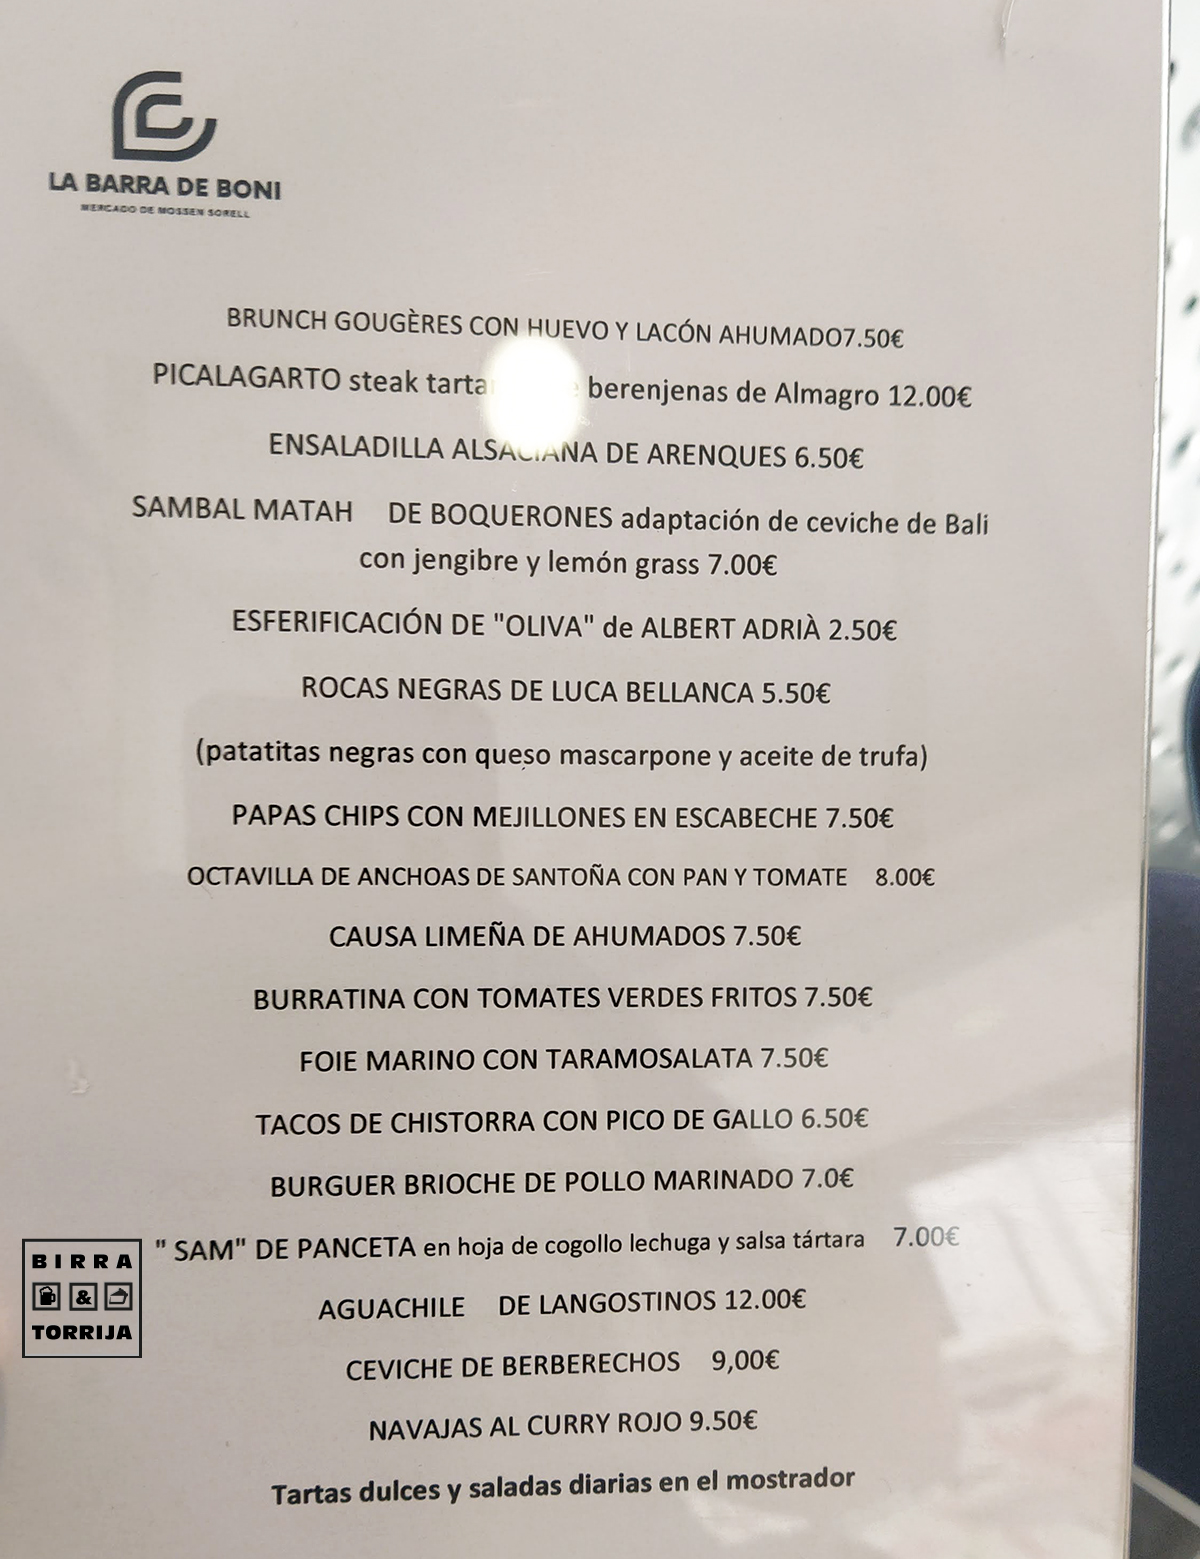 LA BARRA DE BONI
MERCADO DE MOSSEN SORELL
BRUNCH GOUGÈRES CON HUEVO Y LACÓN AHUMADO7.50€
PICALAGARTO steak berenjenas de Almagro 12.00€
ENSALADILLA ALSACIANA DE ARENQUES 6.50€
SAMBAL MATAH DE BOQUERONES adaptación de ceviche de Bali
con jengibre y lemón grass 7.00€
ESFERIFICACIÓN DE "OLIVA" de ALBERT ADRIÀ 2.50€
ROCAS NEGRAS DE LUCA BELLANCA 5.50€
(patatitas negras con queso mascarpone y aceite de trufa)
PAPAS CHIPS CON MEJILLONES EN ESCABECHE 7.50€
OCTAVILLA DE ANCHOAS DE SANTOÑA CON PAN Y TOMATE 8.00€
CAUSA LIMEÑA DE AHUMADOS 7.50€
BURRATINA CON TOMATES VERDES FRITOS 7.50€
FOIE MARINO CON TARAMOSALATA 7.50€
TACOS DE CHISTORRA CON PICO DE GALLO 6.50€
BURGUER BRIOCHE DE POLLO MARINADO 7.0€
" SAM" DE PANCETA en hoja de cogollo lechuga y salsa tártara 7.00€
AGUACHILE DE LANGOSTINOS 12.00€
CEVICHE DE BERBERECHOS 9,00€
NAVAJAS AL CURRY ROJO 9.50€
Tartas dulces y saladas diarias en el mostrador
BIRRA
&
TORRIJA